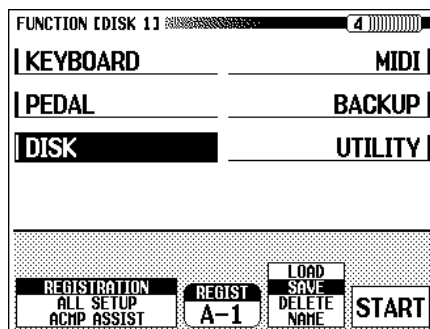 FUNCTION [DISK 1] 4
KEYBOARD MIDI
PEDAL BACKUP
DISK UTILITY
REGISTRATION
ALL SETUP
ACMP ASSIST
REGIST
A-1
LOAD
SAVE
DELETE
NAME
START